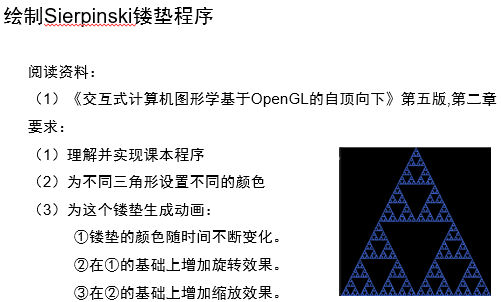 绘制Sierpinski镂垫程序
阅读资料：
（1）《交互式计算机图形学基于OpenGL的自顶向下》第五版,第二章
要求：
（1）理解并实现课本程序
（2）为不同三角形设置不同的颜色
（3）为这个镂垫生成动画：
①镂垫的颜色随时间不断变化。
②在①的基础上增加旋转效果。
③在②的基础上增加缩放效果。